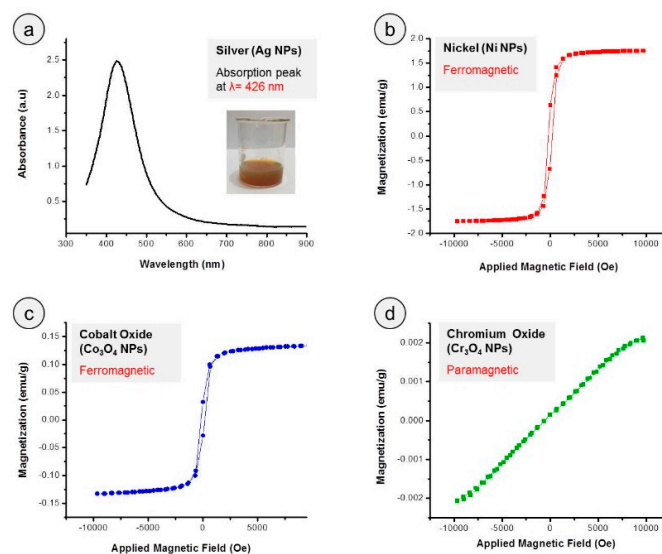 a
Silver (Ag NPs)
Absorption peak
at λ= 426 nm
Absorbance (a.u)
2.5
2.0
1.5
1.0
0.5
300 400 500 600 700 800 900
Wavelength (nm)
b
Nickel (Ni NPs)
Ferromagnetic
Magnetization (emu/g)
2.0
1.5
1.0
0.5
0.0
-0.5
-1.0
-1.5
-2.0
-10000 -5000 0 5000 10000
Applied Magnetic Field (Oe)
c
Cobalt Oxide
(Co₃O₄ NPs)
Ferromagnetic
Magnetization (emu/g)
0.15
0.10
0.05
0.00
-0.05
-0.10
-0.15
-10000 -5000 0 5000
Applied Magnetic Field (Oe)
d
Chromium Oxide
(Cr₃O₄ NPs)
Paramagnetic
Magnetization (emu/g)
0.002
0.001
0.000
-0.001
-0.002
-10000 -5000 0 5000 10000
Applied Magnetic Field (Oe)